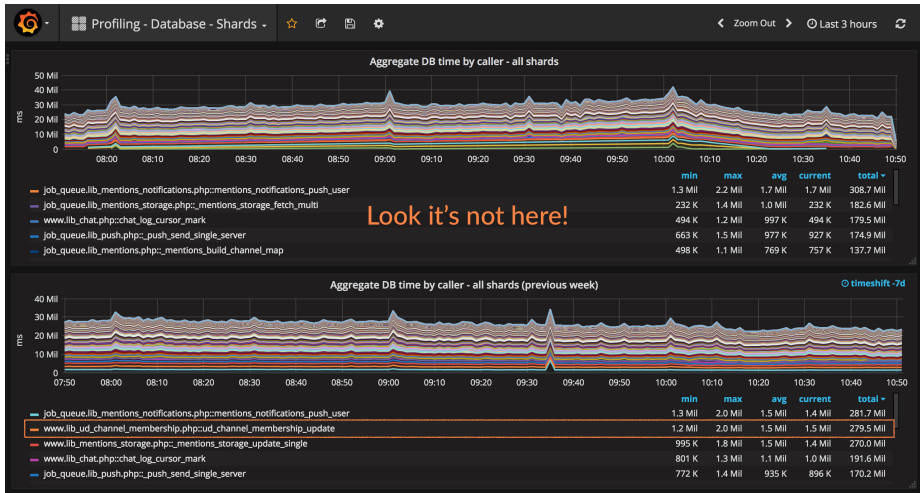 Profiling - Database - Shards
Zoom Out
Last 3 hours
Aggregate DB time by caller - all shards
50 Mil
40 Mil
30 Mil
20 Mil
10 Mil
0
ms
08:00 08:10 08:20 08:30 08:40 08:50 09:00 09:10 09:20 09:30 09:40 09:50 10:00 10:10 10:20 10:30 10:40 10:50
min max avg current total
job_queue.lib_mentions_notifications.php::mentions_notifications_push_user 1.3 Mil 2.2 Mil 1.7 Mil 1.7 Mil 308.7 Mil
job_queue.lib_mentions_storage.php::_mentions_storage_fetch_multi 232 K 1.4 Mil 1.0 Mil 232 K 182.6 Mil
www.lib_chat.php::chat_log_cursor_mark 494 K 1.2 Mil 997 K 494 K 179.5 Mil
job_queue.lib_push.php::_push_send_single_server 663 K 1.5 Mil 977 K 927 K 174.9 Mil
job_queue.lib_mentions.php::_mentions_build_channel_map 498 K 1.1 Mil 769 K 757 K 137.7 Mil
Look it's not here!
Aggregate DB time by caller - all shards (previous week)
timeshift -7d
40 Mil
30 Mil
20 Mil
10 Mil
0
ms
07:50 08:00 08:10 08:20 08:30 08:40 08:50 09:00 09:10 09:20 09:30 09:40 09:50 10:00 10:10 10:20 10:30 10:40 10:50
min max avg current total
job_queue.lib_mentions_notifications.php::mentions_notifications_push_user 1.3 Mil 2.0 Mil 1.5 Mil 1.4 Mil 281.7 Mil
www.lib_ud_channel_membership.php::ud_channel_membership_update 1.2 Mil 2.0 Mil 1.5 Mil 1.5 Mil 279.5 Mil
www.lib_mentions_storage.php::_mentions_storage_update_single 995 K 1.8 Mil 1.5 Mil 1.4 Mil 270.0 Mil
www.lib_chat.php::chat_log_cursor_mark 801 K 1.3 Mil 1.1 Mil 1.0 Mil 191.6 Mil
job_queue.lib_push.php::_push_send_single_server 772 K 1.4 Mil 935 K 896 K 170.2 Mil